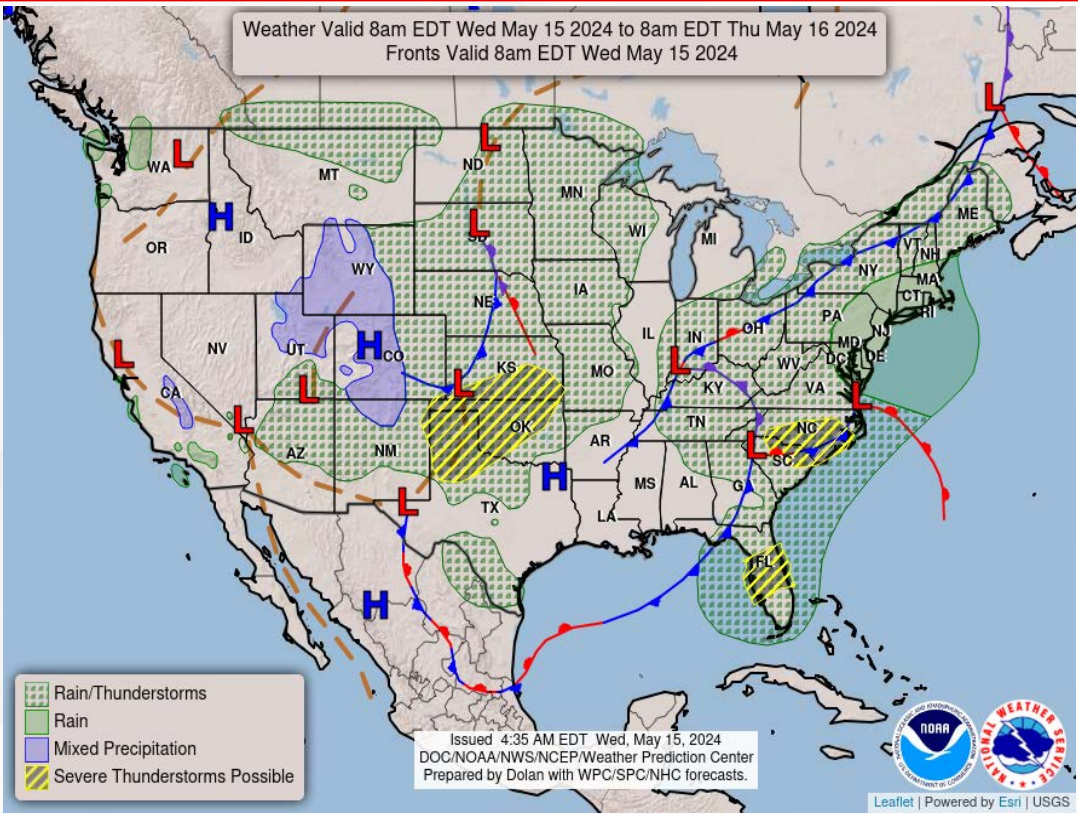 Weather Valid 8am EDT Wed May 15 2024 to 8am EDT Thu May 16 2024
Fronts Valid 8am EDT Wed May 15 2024
L
L
ND
WA
L
MT
MN
ME
H
ID
L
SD
WI
MI
VT
NH
OR
WY
NY
MA
CT
RI
IA
NE
PA
NJ
OH
IN
IL
MD
DE
DC
NV
UT
H
CO
L
L
KS
MO
WV
VA
KY
CA
L
L
L
L
OK
TN
NC
AZ
NM
AR
L
SC
H
MS
AL
G
L
TX
LA
FL
H
Rain/Thunderstorms
Rain
Mixed Precipitation
Severe Thunderstorms Possible
Issued 4:35 AM EDT Wed, May 15, 2024
DOC/NOAA/NWS/NCEP/Weather Prediction Center
Prepared by Dolan with WPC/SPC/NHC forecasts.
NOAA
NATIONAL WEATHER SERVICE
Leaflet | Powered by Esri | USGS